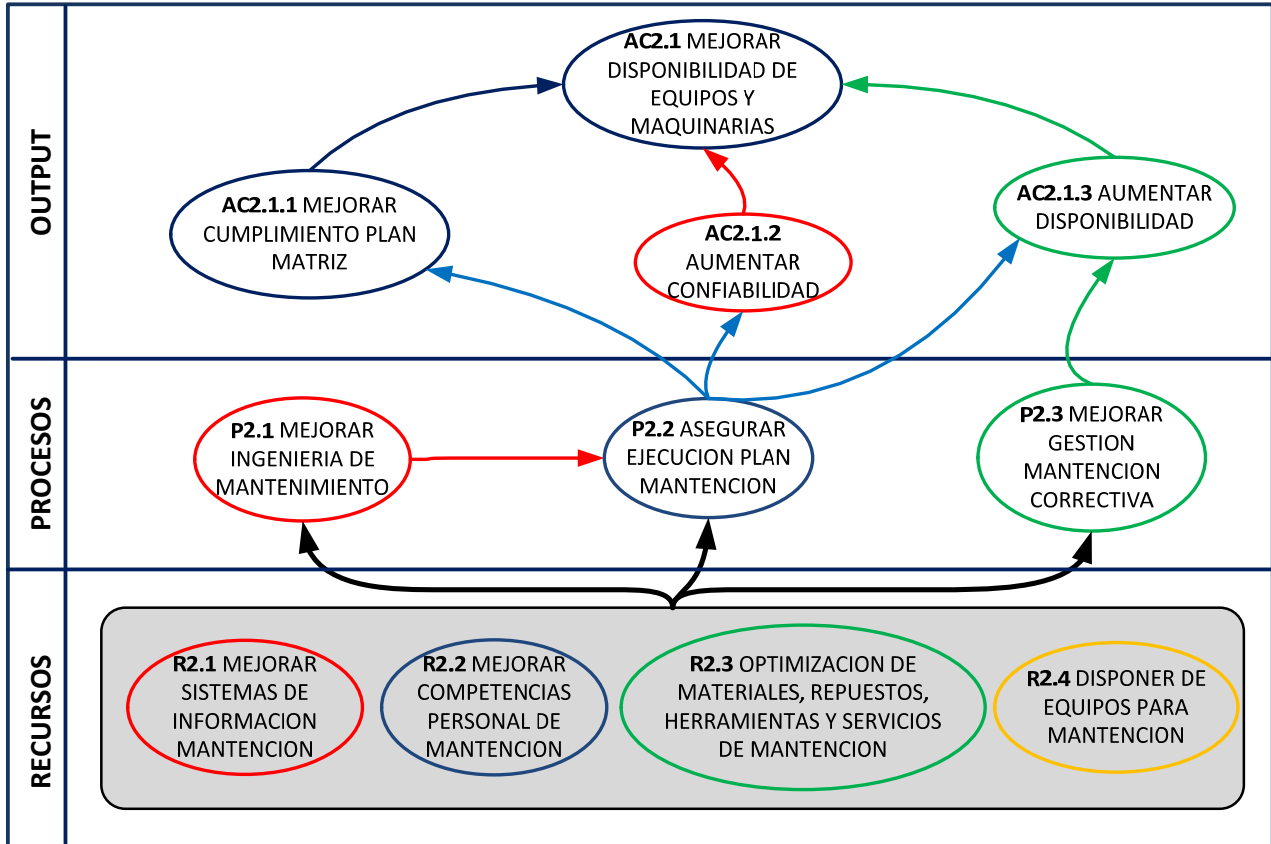 OUTPUT
AC2.1 MEJORAR
DISPONIBILIDAD DE
EQUIPOS Y
MAQUINARIAS
AC2.1.1 MEJORAR
CUMPLIMIENTO PLAN
MATRIZ
AC2.1.2
AUMENTAR
CONFIABILIDAD
AC2.1.3 AUMENTAR
DISPONIBILIDAD
PROCESOS
P2.1 MEJORAR
INGENIERIA DE
MANTENIMIENTO
P2.2 ASEGURAR
EJECUCION PLAN
MANTENCION
P2.3 MEJORAR
GESTION
MANTENCION
CORRECTIVA
RECURSOS
R2.1 MEJORAR
SISTEMAS DE
INFORMACION
MANTENCION
R2.2 MEJORAR
COMPETENCIAS
PERSONAL DE
MANTENCION
R2.3 OPTIMIZACION DE
MATERIALES, REPUESTOS,
HERRAMIENTAS Y SERVICIOS
DE MANTENCION
R2.4 DISPONER DE
EQUIPOS PARA
MANTENCION